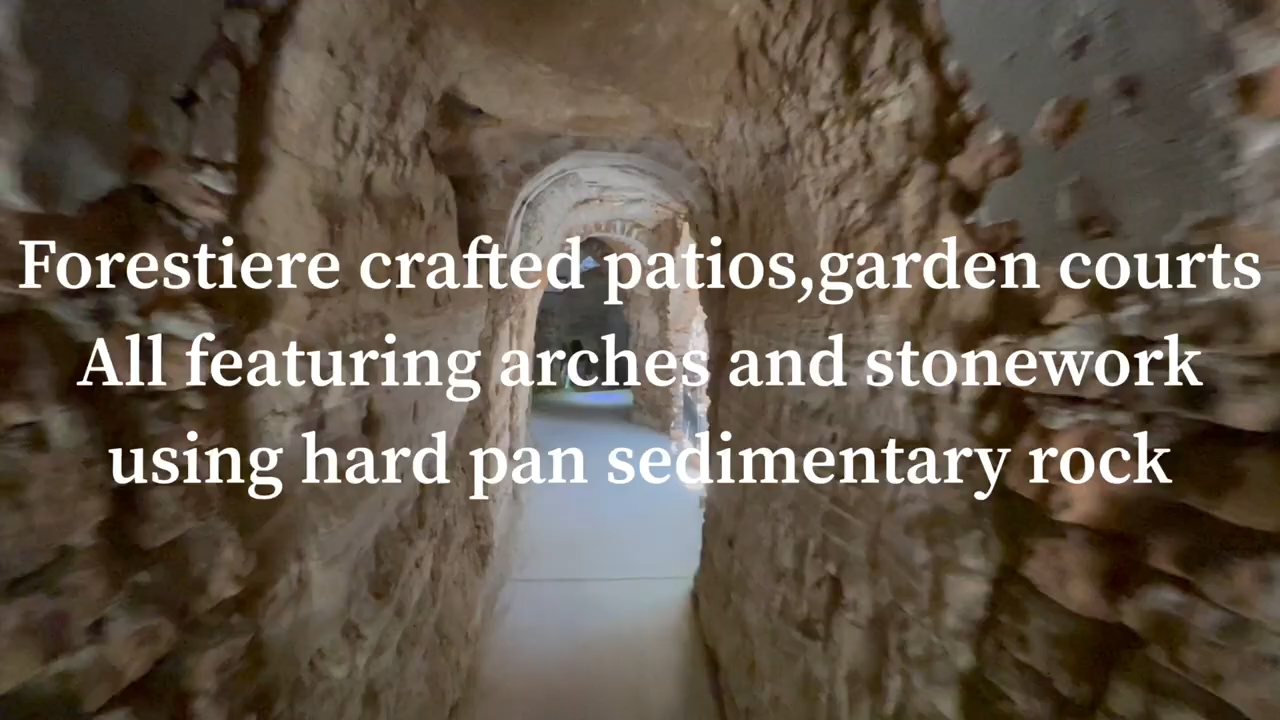 Forestiere crafted patios,garden courts
All featuring arches and stonework
using hard pan sedimentary rock